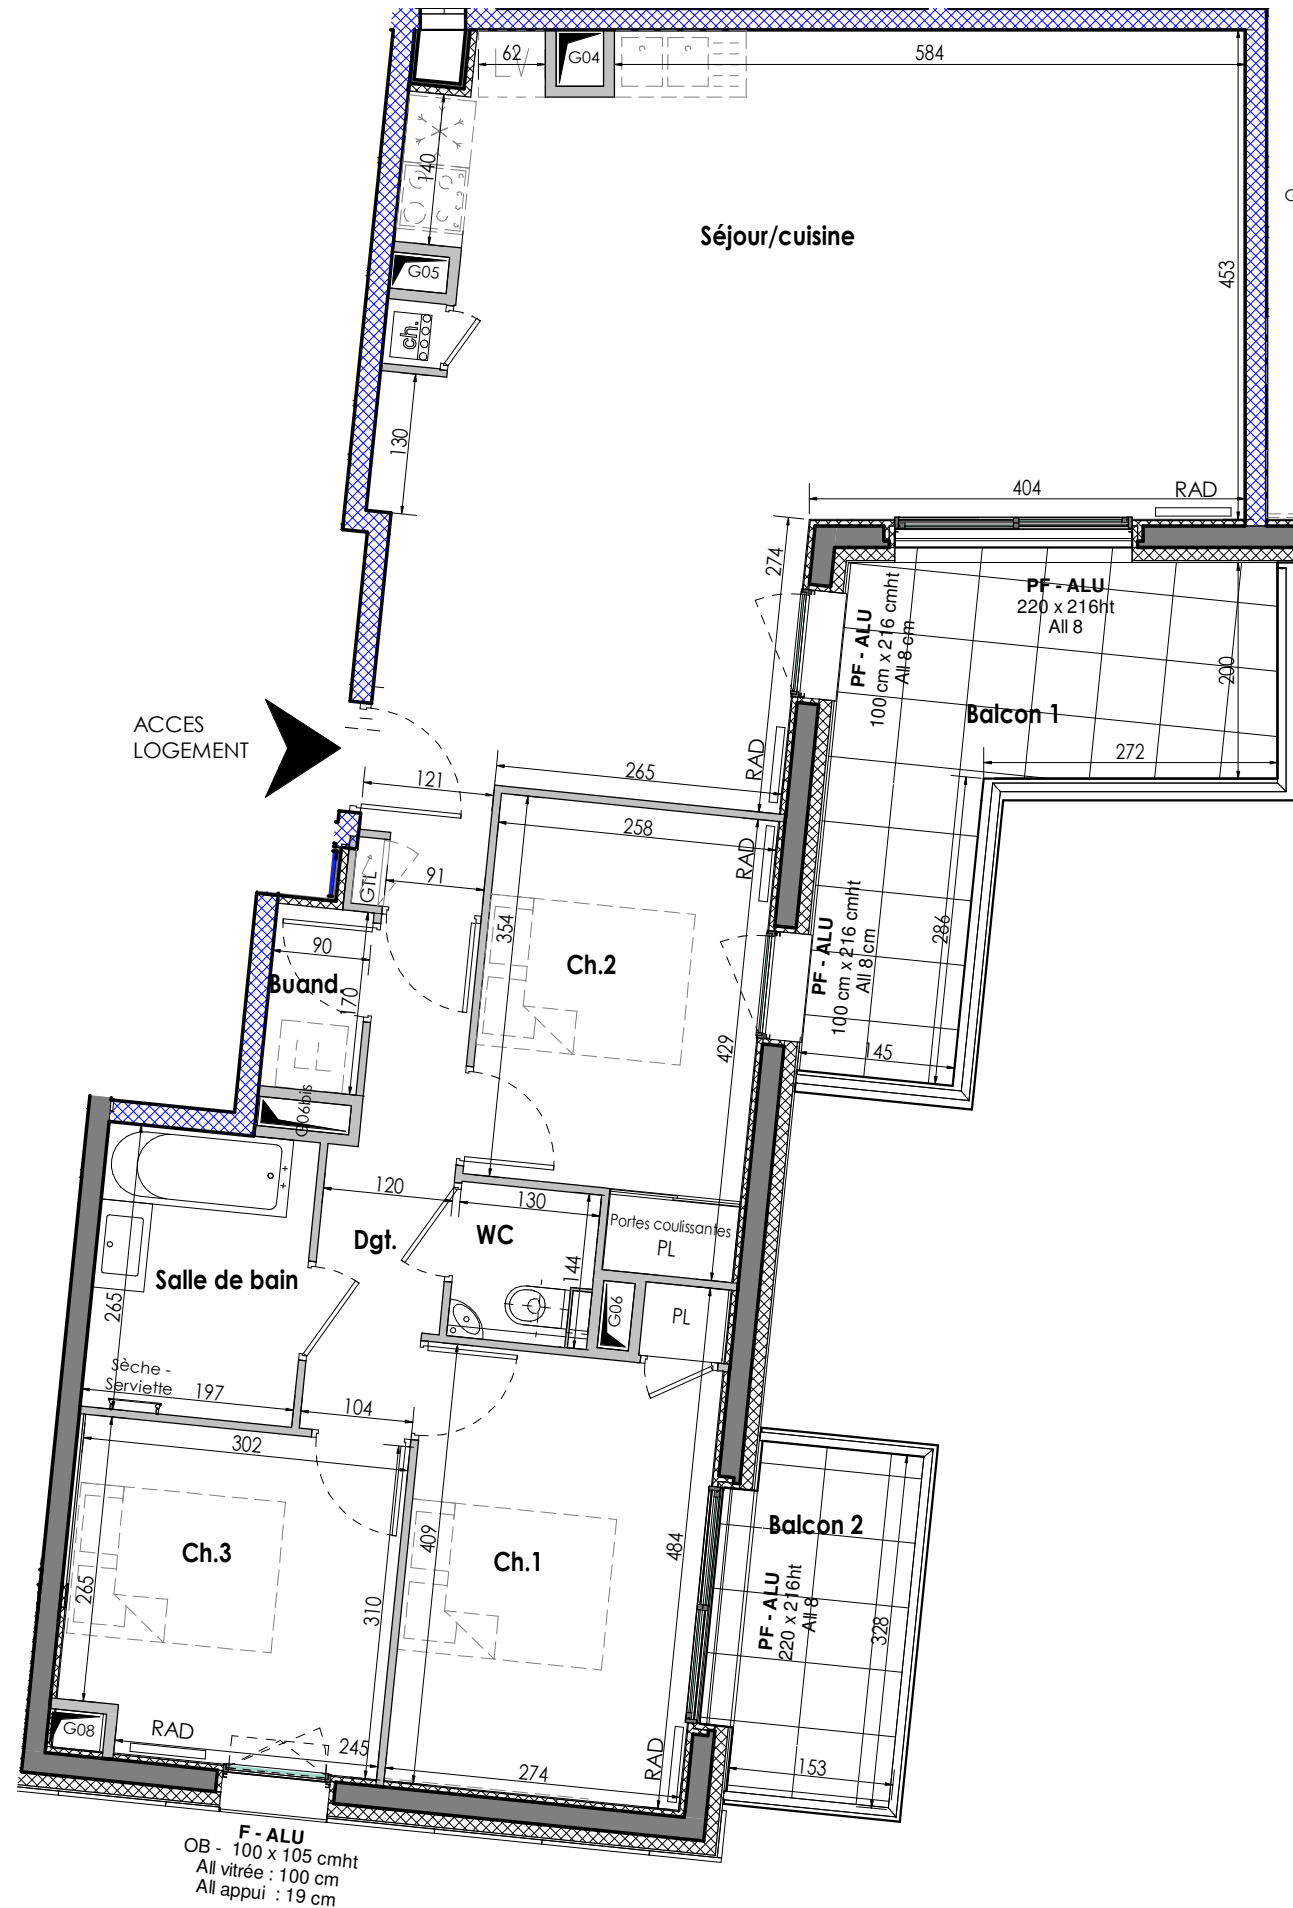 62
LV
G04
584
140
G05
ch.
Séjour/cuisine
453
G
130
404
RAD
274
PF - ALU
220 x 216ht
All 8
PF - ALU
100 cm x 216 cmht
All 8 cm
200
Balcon 1
272
ACCES
LOGEMENT
121
265
RAD
258
RAD
GTL
91
354
286
90
Buand.
170
Ch.2
PF - ALU
100 cm x 216 cmht
All 8 cm
429
145
G06bis
120
130
Dgt.
WC
Portes coulissantes
PL
144
Salle de bain
265
G06
PL
Sèche -
Serviette
197
104
302
Ch.3
409
Ch.1
484
Balcon 2
PF - ALU
220 x 216ht
All 8
265
310
328
G08
RAD
245
274
RAD
153
F - ALU
OB - 100 x 105 cmht
All vitrée : 100 cm
All appui : 19 cm